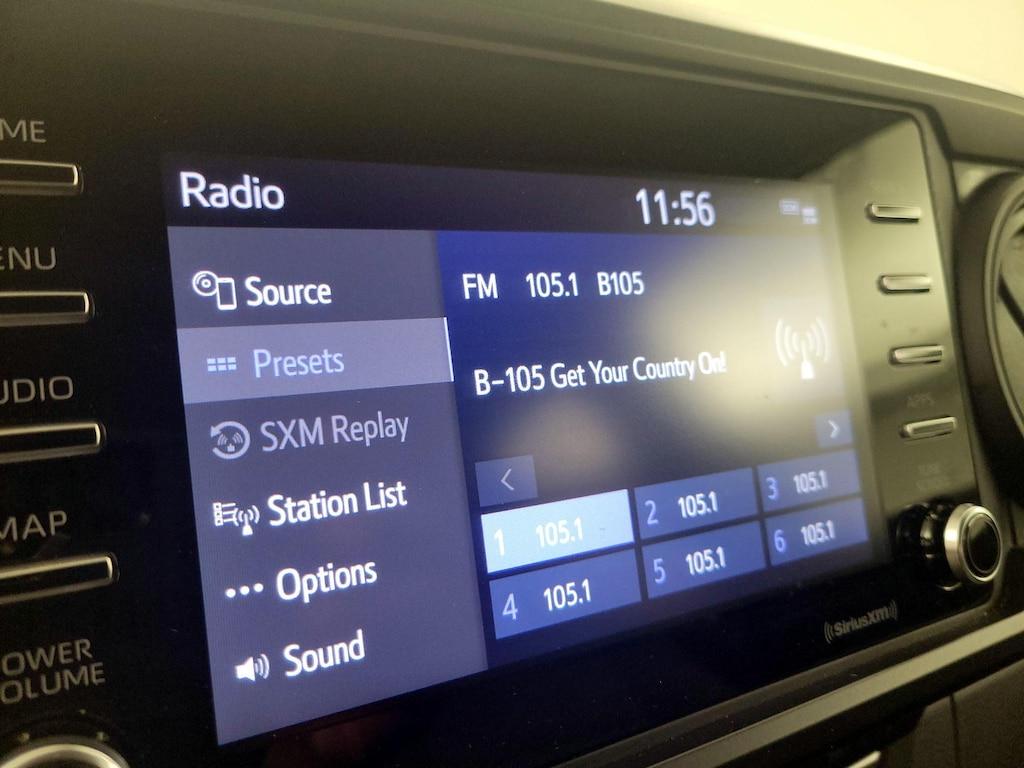 ME
ENU
UDIO
MAP
OWER
OLUME
Radio
11:56
Source
Presets
SXM Replay
Station List
Options
Sound
FM 105.1 B105
B-105 Get Your Country On!
1 105.1
2 105.1
3 105.1
4 105.1
5 105.1
6 105.1
APPS
SiriusXM